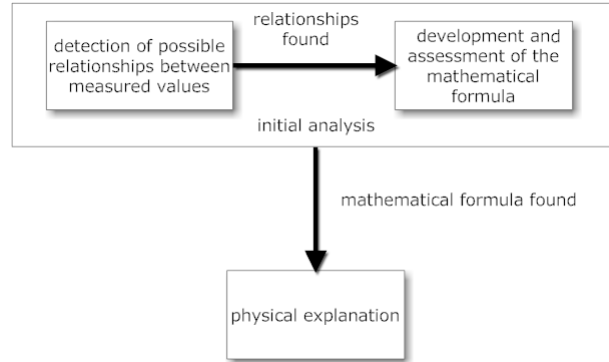 detection of possible
relationships between
measured values
relationships
found
development and
assessment of the
mathematical
formula
initial analysis
mathematical formula found
physical explanation